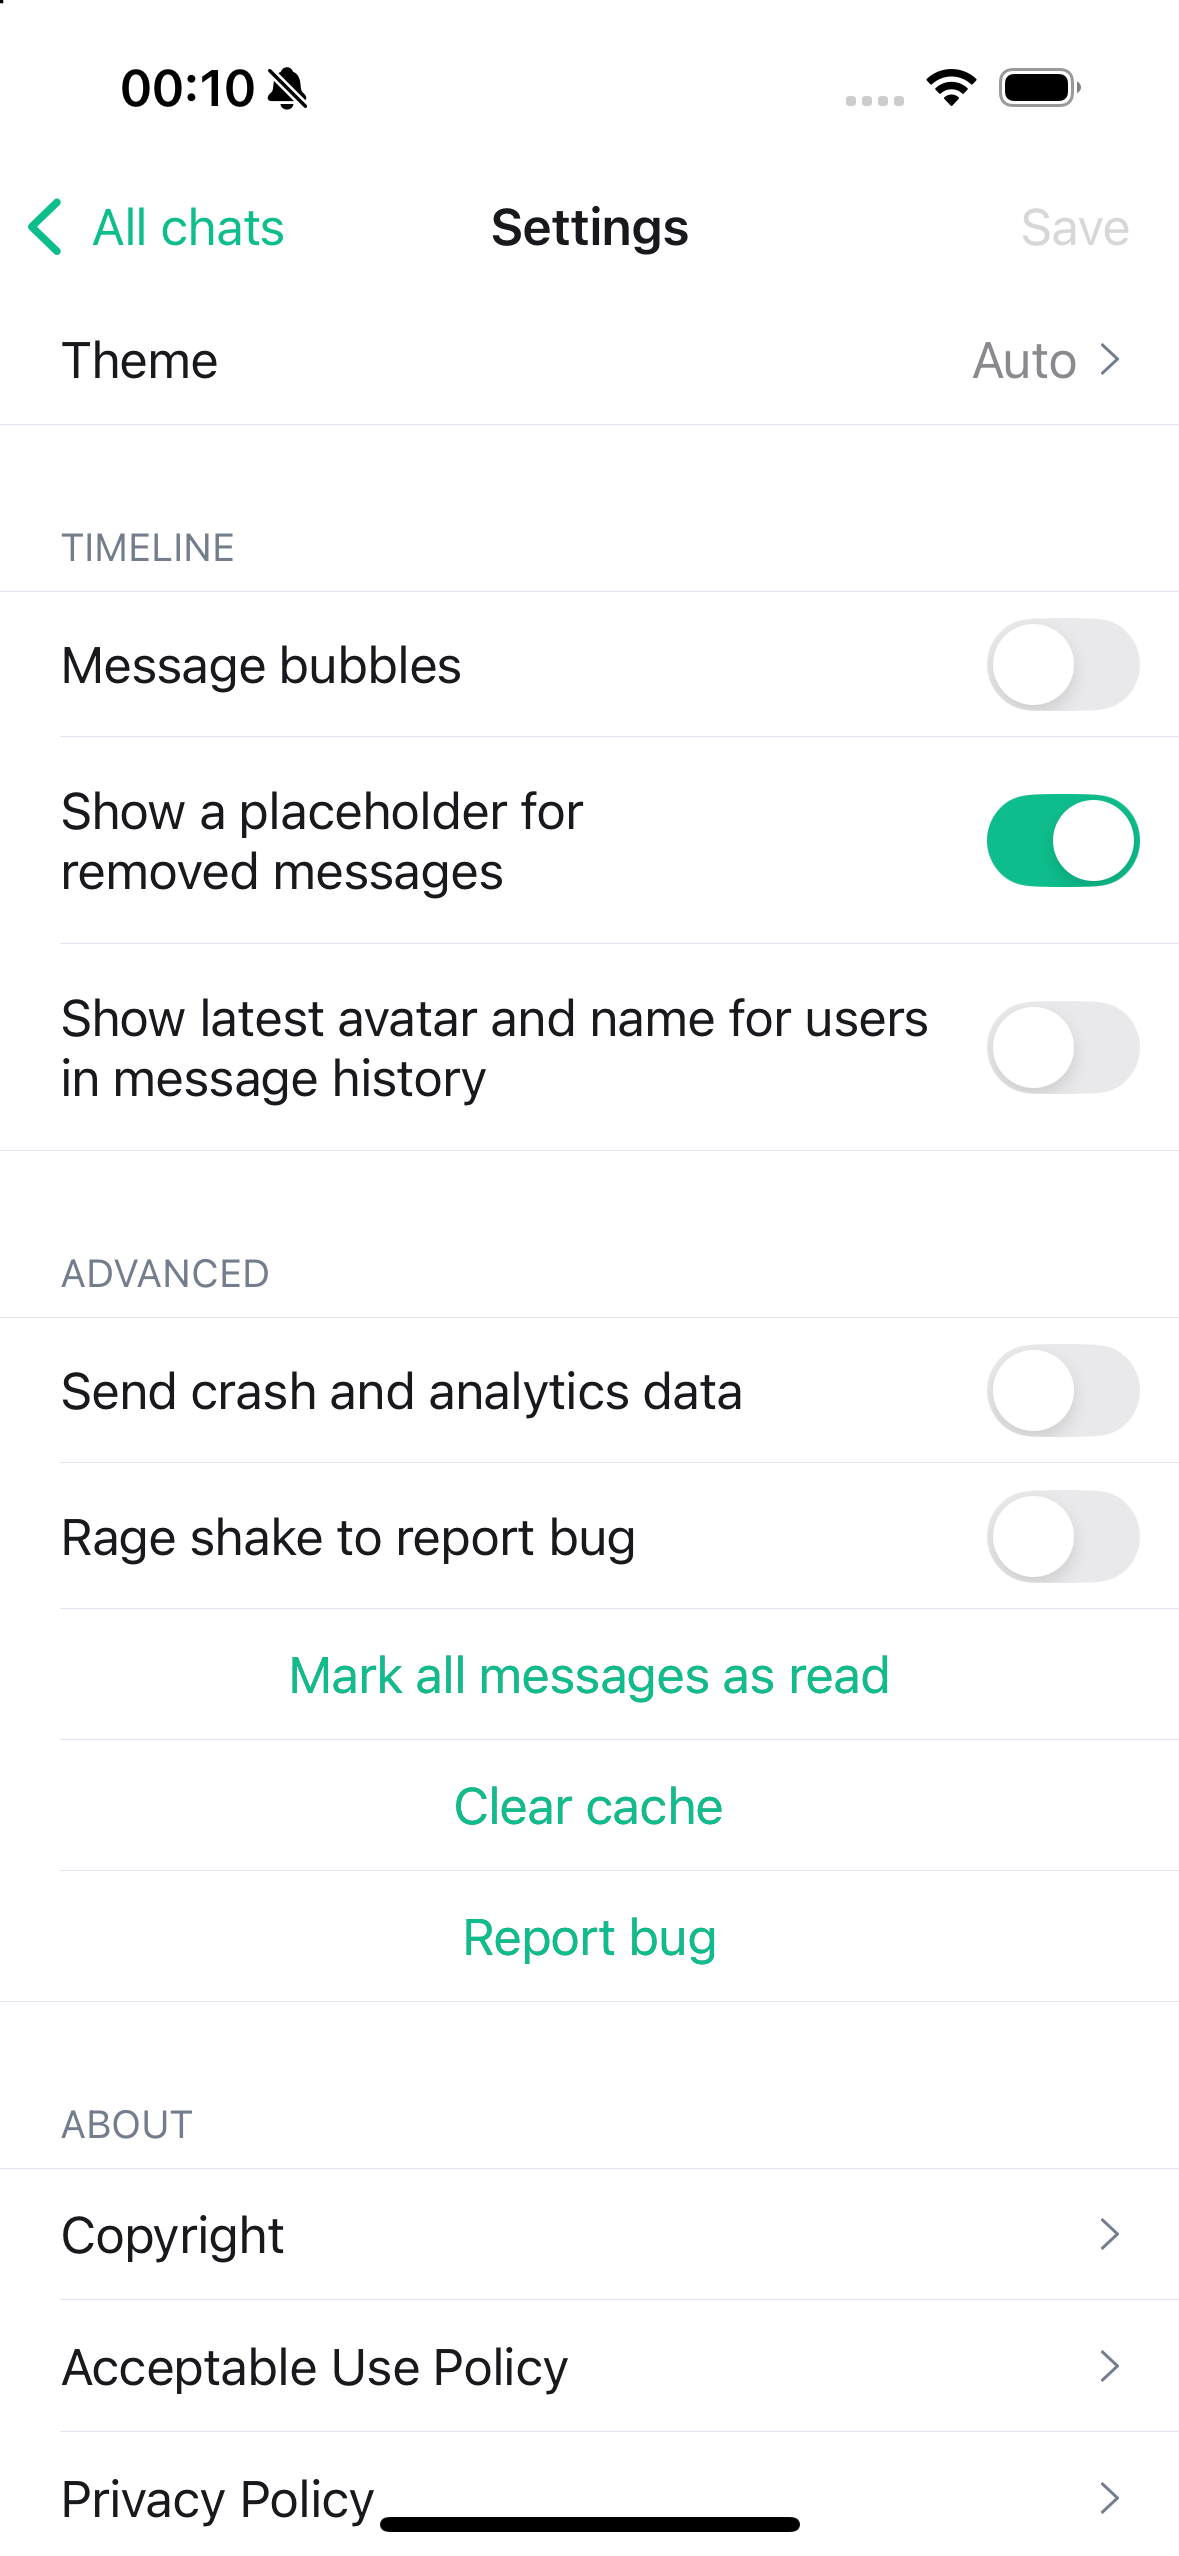 00:10
All chats
Settings
Save
Theme
Auto
TIMELINE
Message bubbles
Show a placeholder for
removed messages
Show latest avatar and name for users
in message history
ADVANCED
Send crash and analytics data
Rage shake to report bug
Mark all messages as read
Clear cache
Report bug
ABOUT
Copyright
Acceptable Use Policy
Privacy Policy